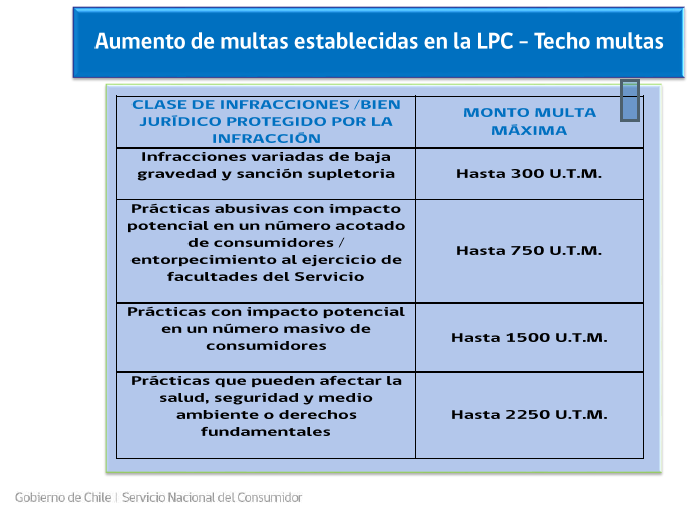 Aumento de multas establecidas en la LPC – Techo multas
CLASE DE INFRACCIONES /BIEN
JURÍDICO PROTEGIDO POR LA
INFRACCIÓN
MONTO MULTA
MÁXIMA
Infracciones variadas de baja
gravedad y sanción supletoria
Hasta 300 U.T.M.
Prácticas abusivas con impacto
potencial en un número acotado
de consumidores /
entorpecimiento al ejercicio de
facultades del Servicio
Hasta 750 U.T.M.
Prácticas con impacto potencial
en un número masivo de
consumidores
Hasta 1500 U.T.M.
Prácticas que pueden afectar la
salud, seguridad y medio
ambiente o derechos
fundamentales
Hasta 2250 U.T.M.
Gobierno de Chile | Servicio Nacional del Consumidor